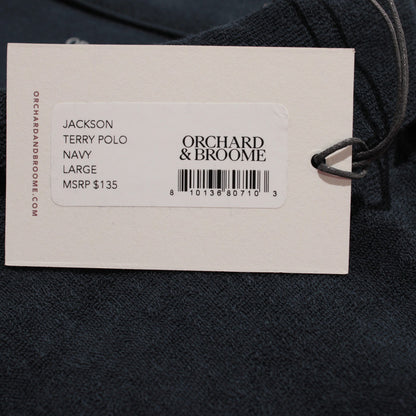 ORCHARDANDBROOME.COM
JACKSON
TERRY POLO
NAVY
LARGE
MSRP $135
ORCHARD
& BROOME
8 10136 80710 3